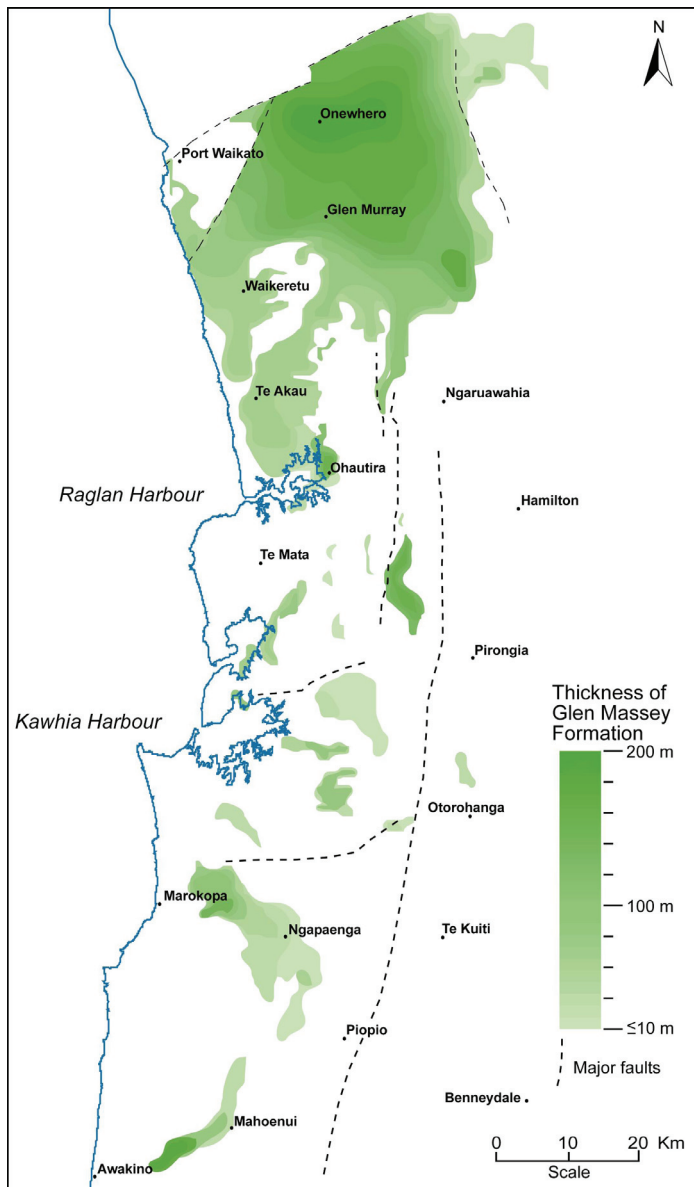 N
Onewhero
Port Waikato
Glen Murray
Waikeretu
Te Akau
Ngaruawahia
Ohautira
Raglan Harbour
Hamilton
Te Mata
Pirongia
Thickness of
Glen Massey
Formation
Kawhia Harbour
200 m
Otorohanga
Marokopa
100 m
Ngapaenga
Te Kuiti
≤10 m
Piopio
Major faults
Benneydale
Mahoenui
0 10 20 Km
Scale
Awakino